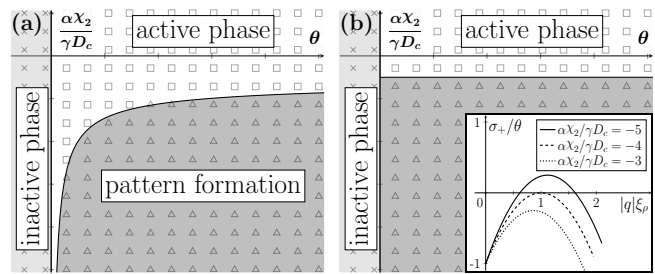 (a)
αχ₂
γD_c
active phase
θ
inactive phase
pattern formation
(b)
αχ₂
γD_c
active phase
θ
inactive phase
1
σ₊/θ
αχ₂/γD_c = −5
αχ₂/γD_c = −4
αχ₂/γD_c = −3
0
1
2
|q|ξ_ρ
-1